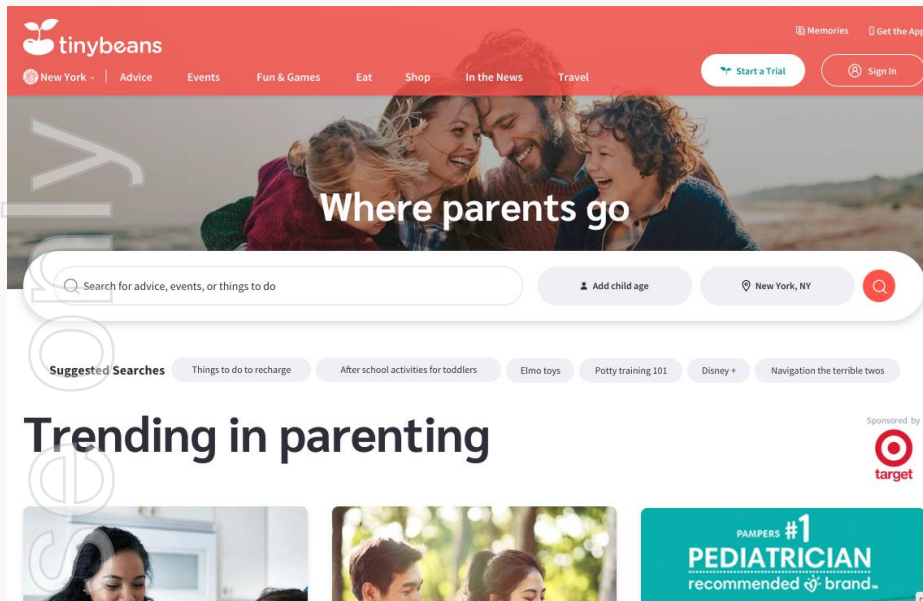 tinybeans
Memories
Get the App
New York
Advice
Events
Fun & Games
Eat
Shop
In the News
Travel
Start a Trial
Sign In
Where parents go
Search for advice, events, or things to do
Add child age
New York, NY
Suggested Searches
Things to do to recharge
After school activities for toddlers
Elmo toys
Potty training 101
Disney +
Navigation the terrible twos
Trending in parenting
Sponsored by
target
PAMPERS #1
PEDIATRICIAN
recommended brand
se only